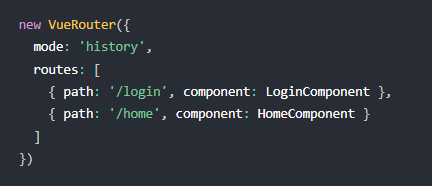 new VueRouter({
  mode: 'history',
  routes: [
    { path: '/login', component: LoginComponent },
    { path: '/home', component: HomeComponent }
  ]
})